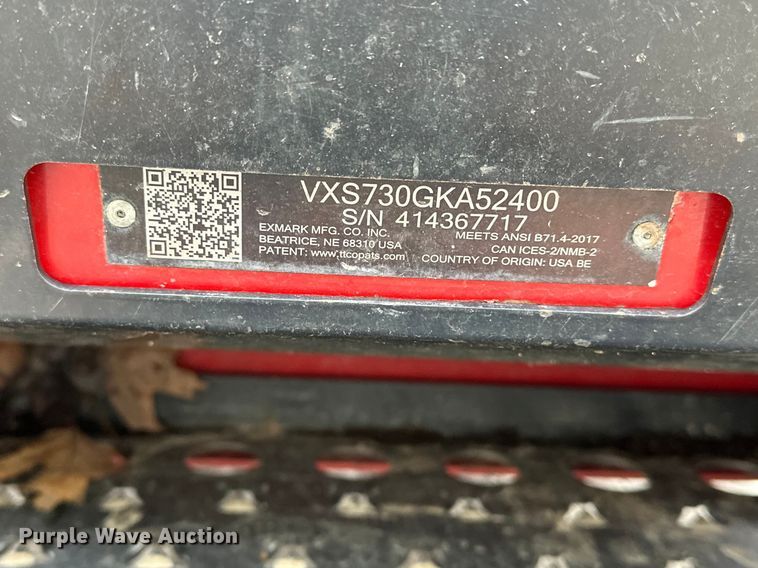 VXS730GKA52400
S/N 414367717
EXMARK MFG. CO. INC.
BEATRICE, NE 68310 USA
PATENT: www.ttcopats.com
MEETS ANSI B71.4-2017
CAN ICES-2/NMB-2
COUNTRY OF ORIGIN: USA BE
Purple Wave Auction